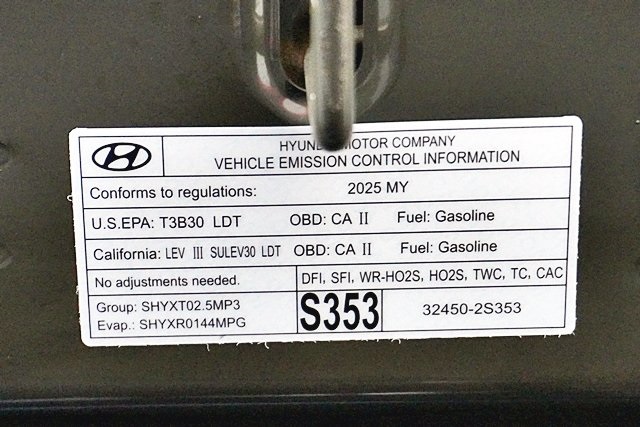 HYUNDAI MOTOR COMPANY
VEHICLE EMISSION CONTROL INFORMATION
Conforms to regulations: 2025 MY
U.S.EPA: T3B30 LDT OBD: CA II Fuel: Gasoline
California: LEV III SULEV30 LDT OBD: CA II Fuel: Gasoline
No adjustments needed.
DFI, SFI, WR-HO2S, HO2S, TWC, TC, CAC
Group: SHYXT02.5MP3
Evap.: SHYXR0144MPG
S353
32450-2S353